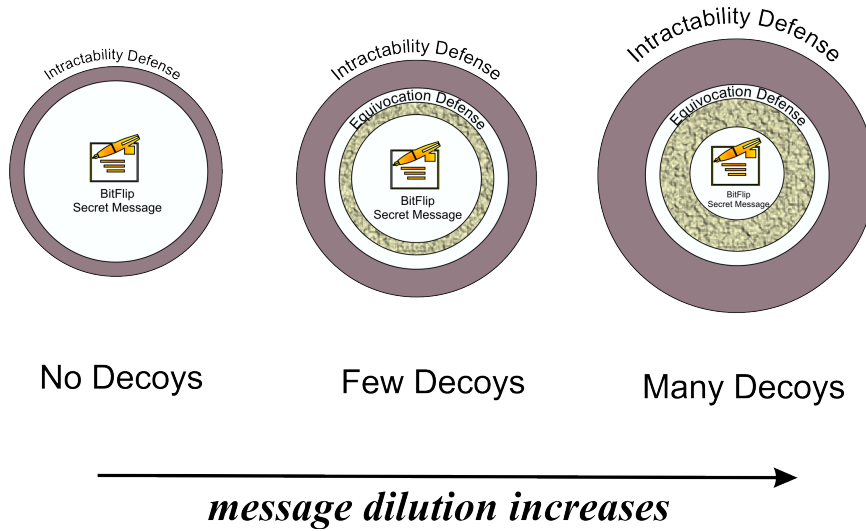 Intractability Defense
BitFlip
Secret Message
No Decoys
Intractability Defense
Equivocation Defense
BitFlip
Secret Message
Few Decoys
Intractability Defense
Equivocation Defense
BitFlip
Secret Message
Many Decoys
message dilution increases